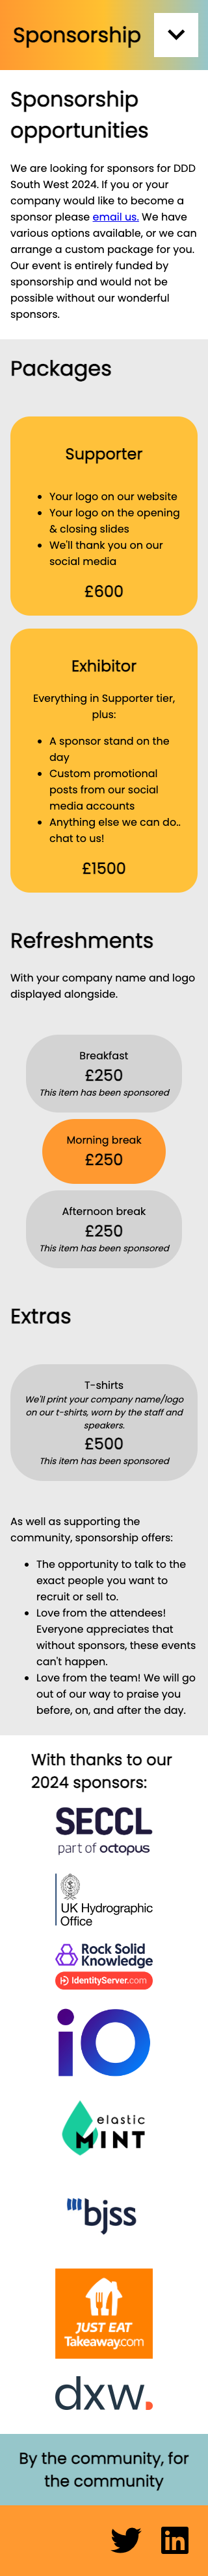 Sponsorship
Sponsorship
opportunities
We are looking for sponsors for DDD
South West 2024. If you or your
company would like to become a
sponsor please email us. We have
various options available, or we can
arrange a custom package for you.
Our event is entirely funded by
sponsorship and would not be
possible without our wonderful
sponsors.
Packages
Supporter
• Your logo on our website
• Your logo on the opening
& closing slides
• We'll thank you on our
social media
£600
Exhibitor
Everything in Supporter tier,
plus:
• A sponsor stand on the
day
• Custom promotional
posts from our social
media accounts
• Anything else we can do..
chat to us!
£1500
Refreshments
With your company name and logo
displayed alongside.
Breakfast
£250
This item has been sponsored
Morning break
£250
Afternoon break
£250
This item has been sponsored
Extras
T-shirts
We'll print your company name/logo
on our t-shirts, worn by the staff and
speakers.
£500
This item has been sponsored
As well as supporting the
community, sponsorship offers:
• The opportunity to talk to the
exact people you want to
recruit or sell to.
• Love from the attendees!
Everyone appreciates that
without sponsors, these events
can't happen.
• Love from the team! We will go
out of our way to praise you
before, on, and after the day.
With thanks to our
2024 sponsors:
SECCL
part of octopus
UK Hydrographic
Office
Rock Solid
Knowledge
IdentityServer.com
iO
elastic
MINT
bjss
JUST EAT
Takeaway.com
dxw
By the community, for
the community